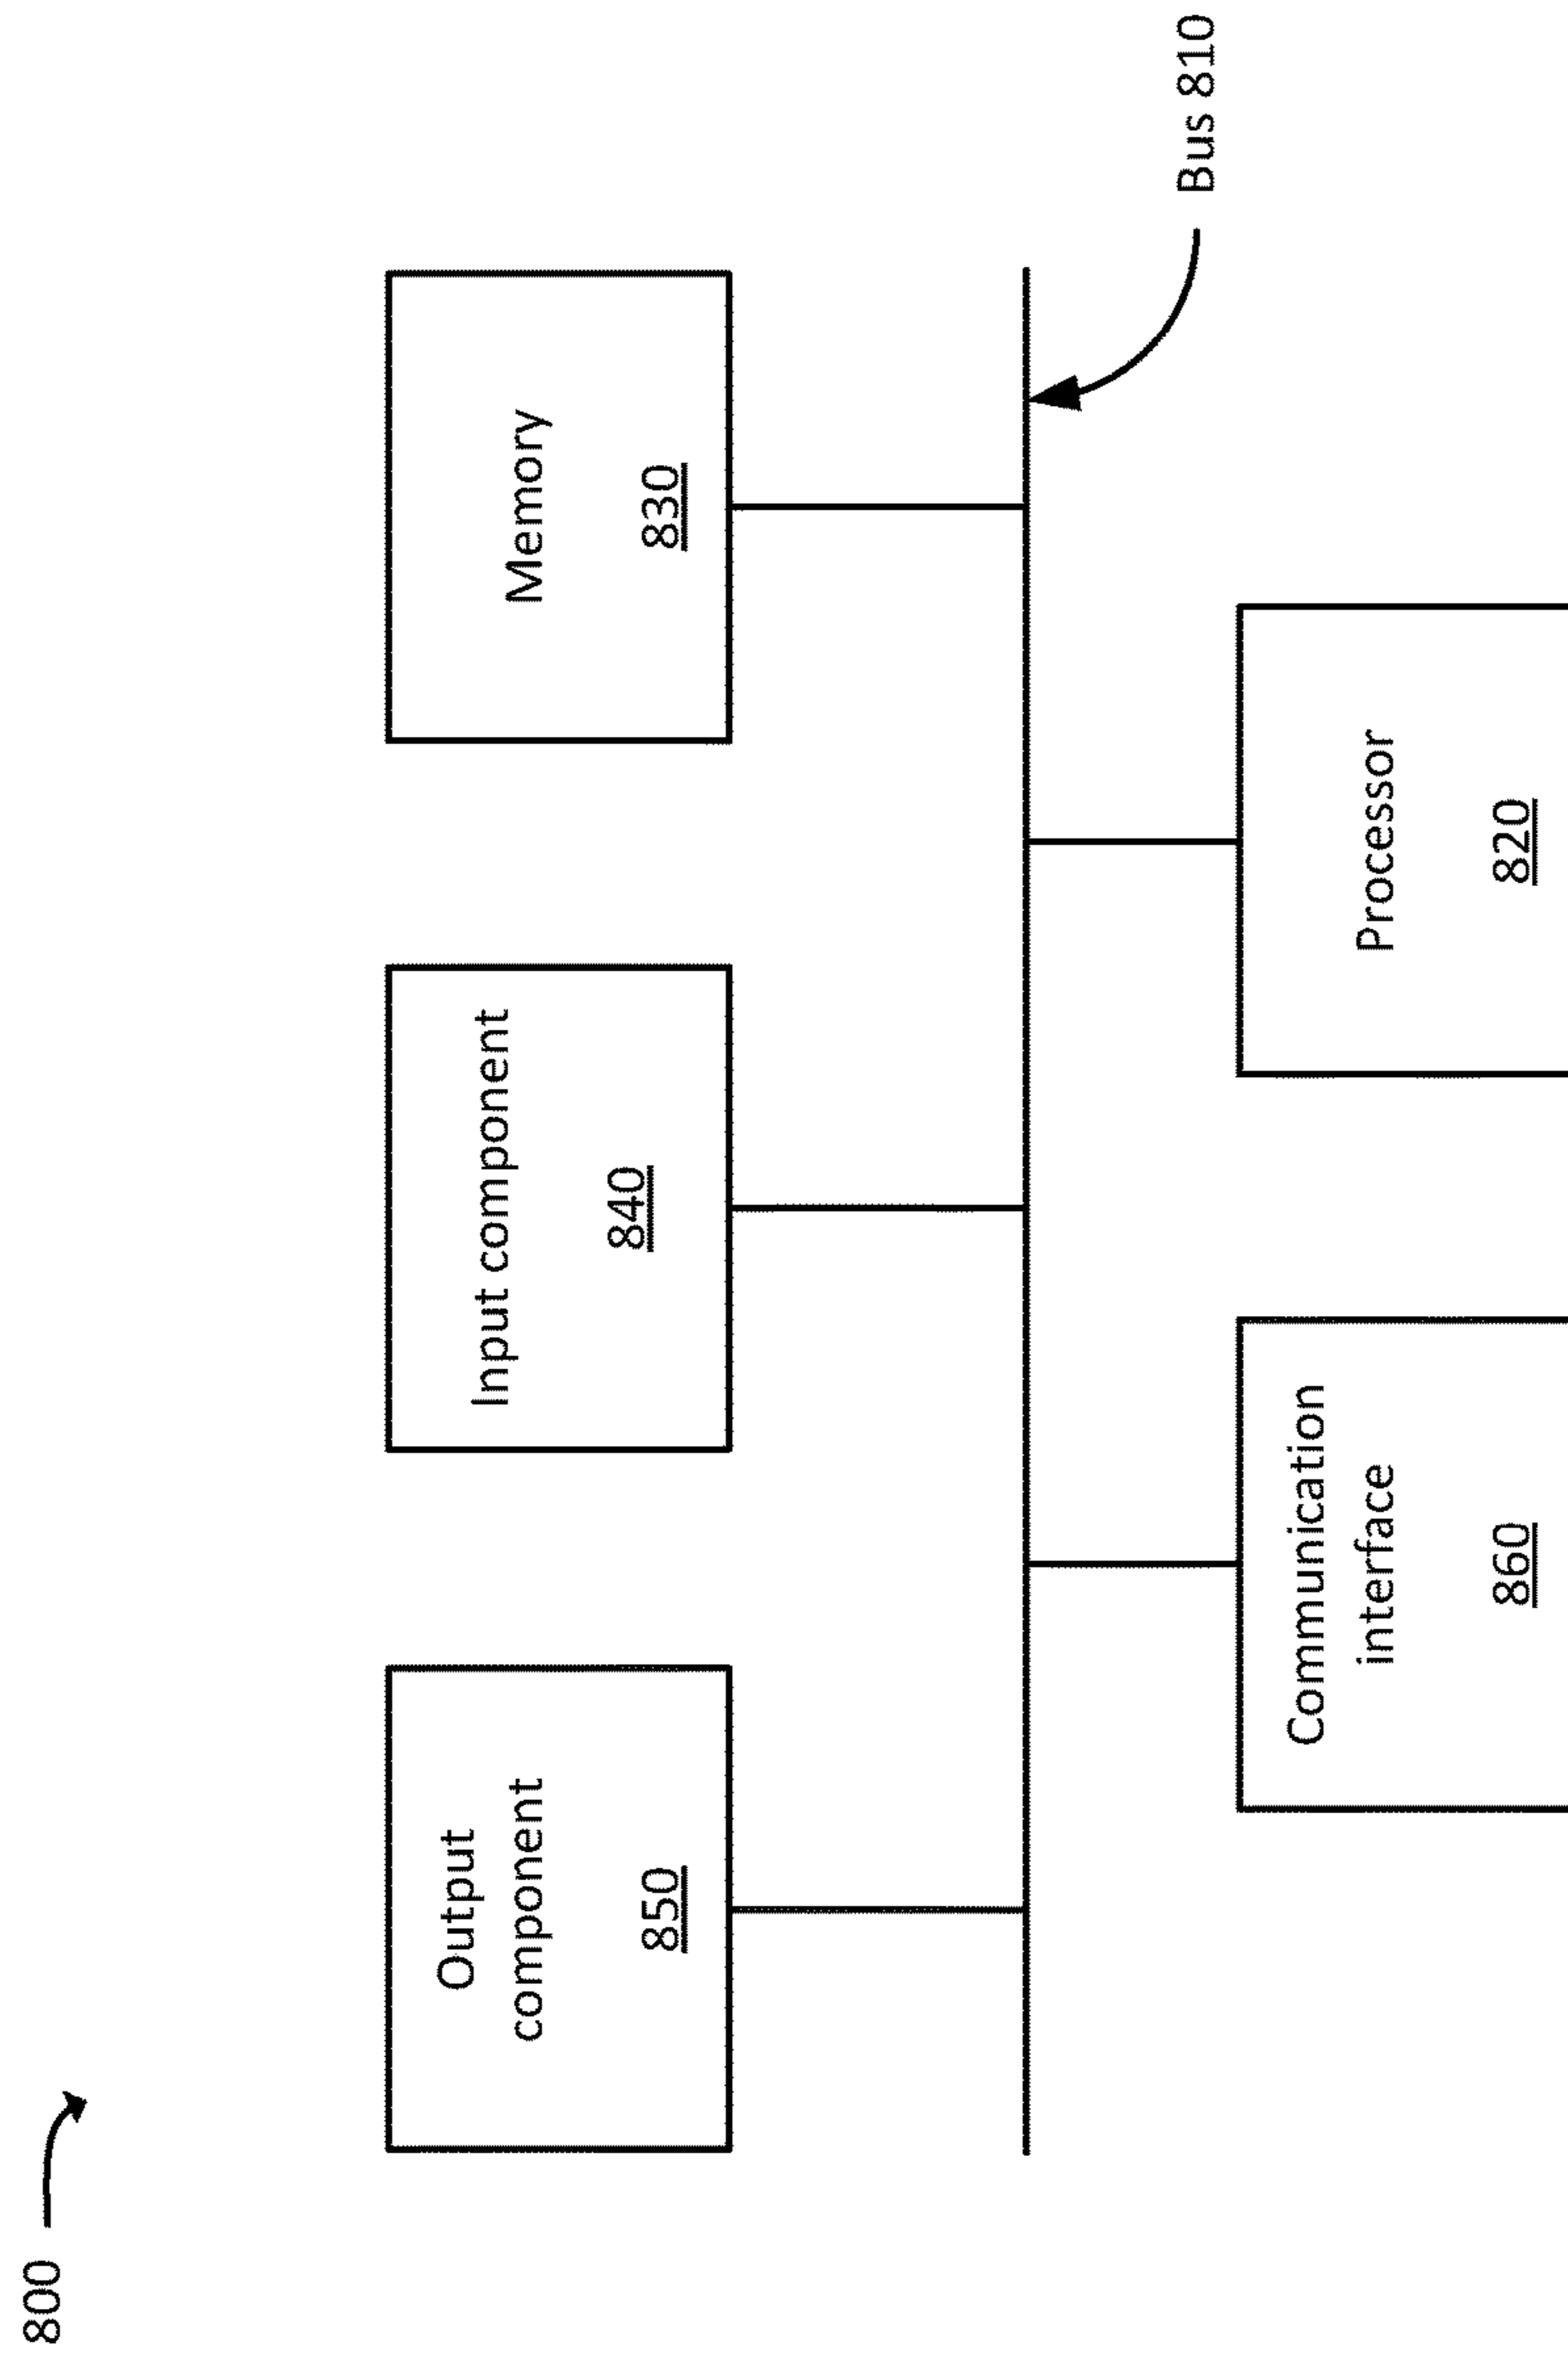 800
Output
component
850
Input component
840
Memory
830
Bus 810
Communication
interface
860
Processor
820